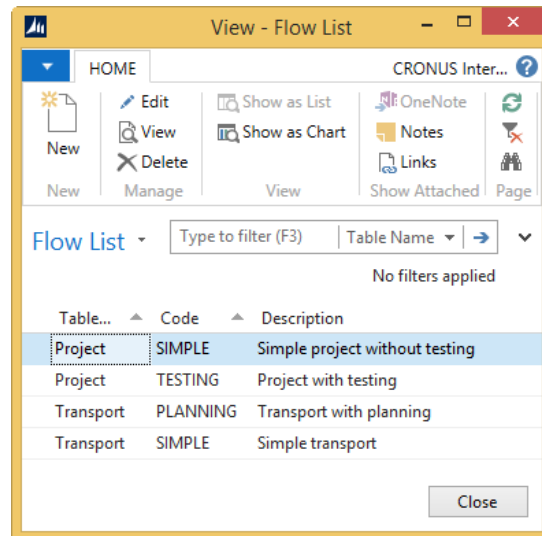 View - Flow List
HOME
CRONUS Inter...
New
Edit
View
Delete
Show as List
Show as Chart
OneNote
Notes
Links
New
Manage
View
Show Attached
Page
Flow List
Type to filter (F3)
Table Name
No filters applied
Table... Code Description
Project SIMPLE Simple project without testing
Project TESTING Project with testing
Transport PLANNING Transport with planning
Transport SIMPLE Simple transport
Close